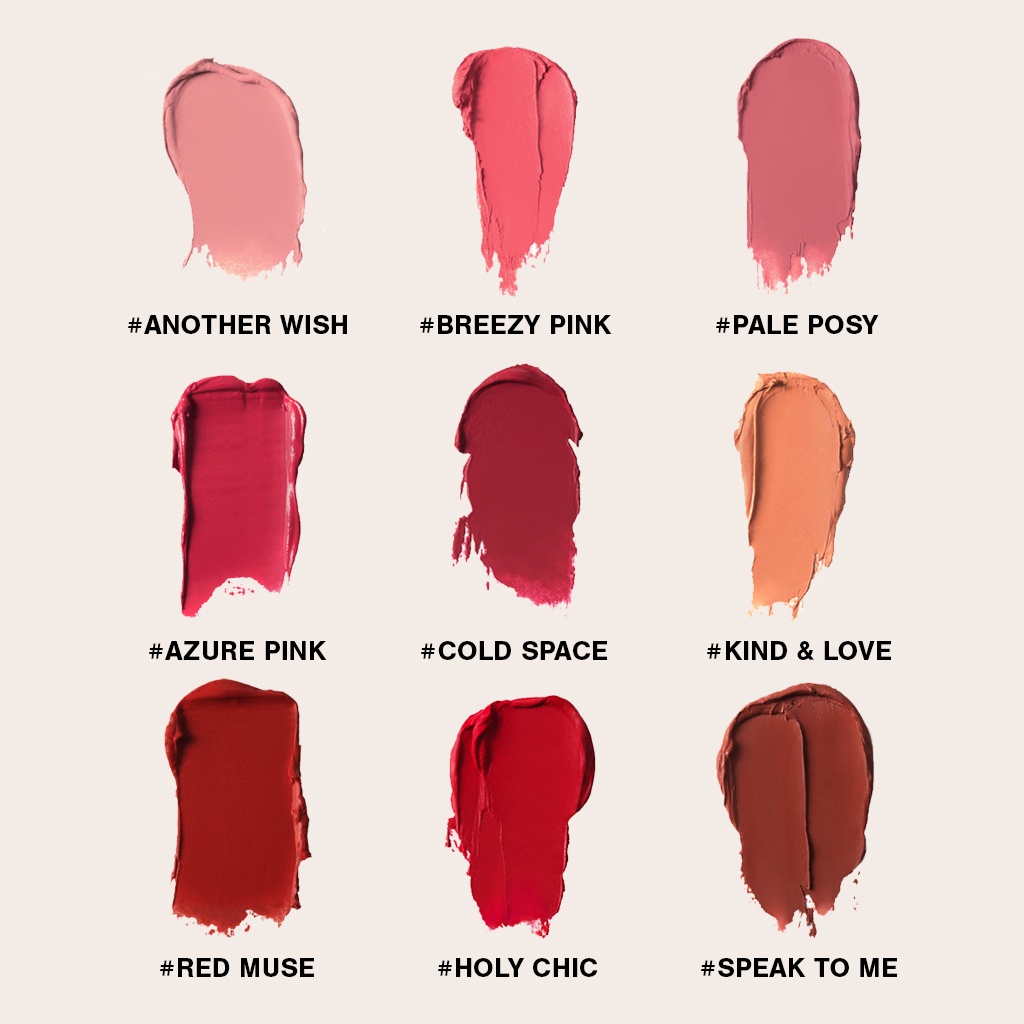 #ANOTHER WISH
#BREEZY PINK
#PALE POSY
#AZURE PINK
#COLD SPACE
#KIND & LOVE
#RED MUSE
#HOLY CHIC
#SPEAK TO ME